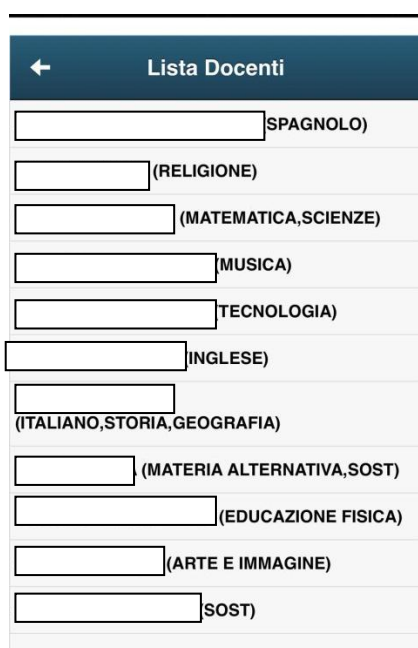 Lista Docenti
SPAGNOLO)
(RELIGIONE)
(MATEMATICA,SCIENZE)
(MUSICA)
TECNOLOGIA)
INGLESE)
(ITALIANO,STORIA,GEOGRAFIA)
(MATERIA ALTERNATIVA,SOST)
(EDUCAZIONE FISICA)
(ARTE E IMMAGINE)
SOST)